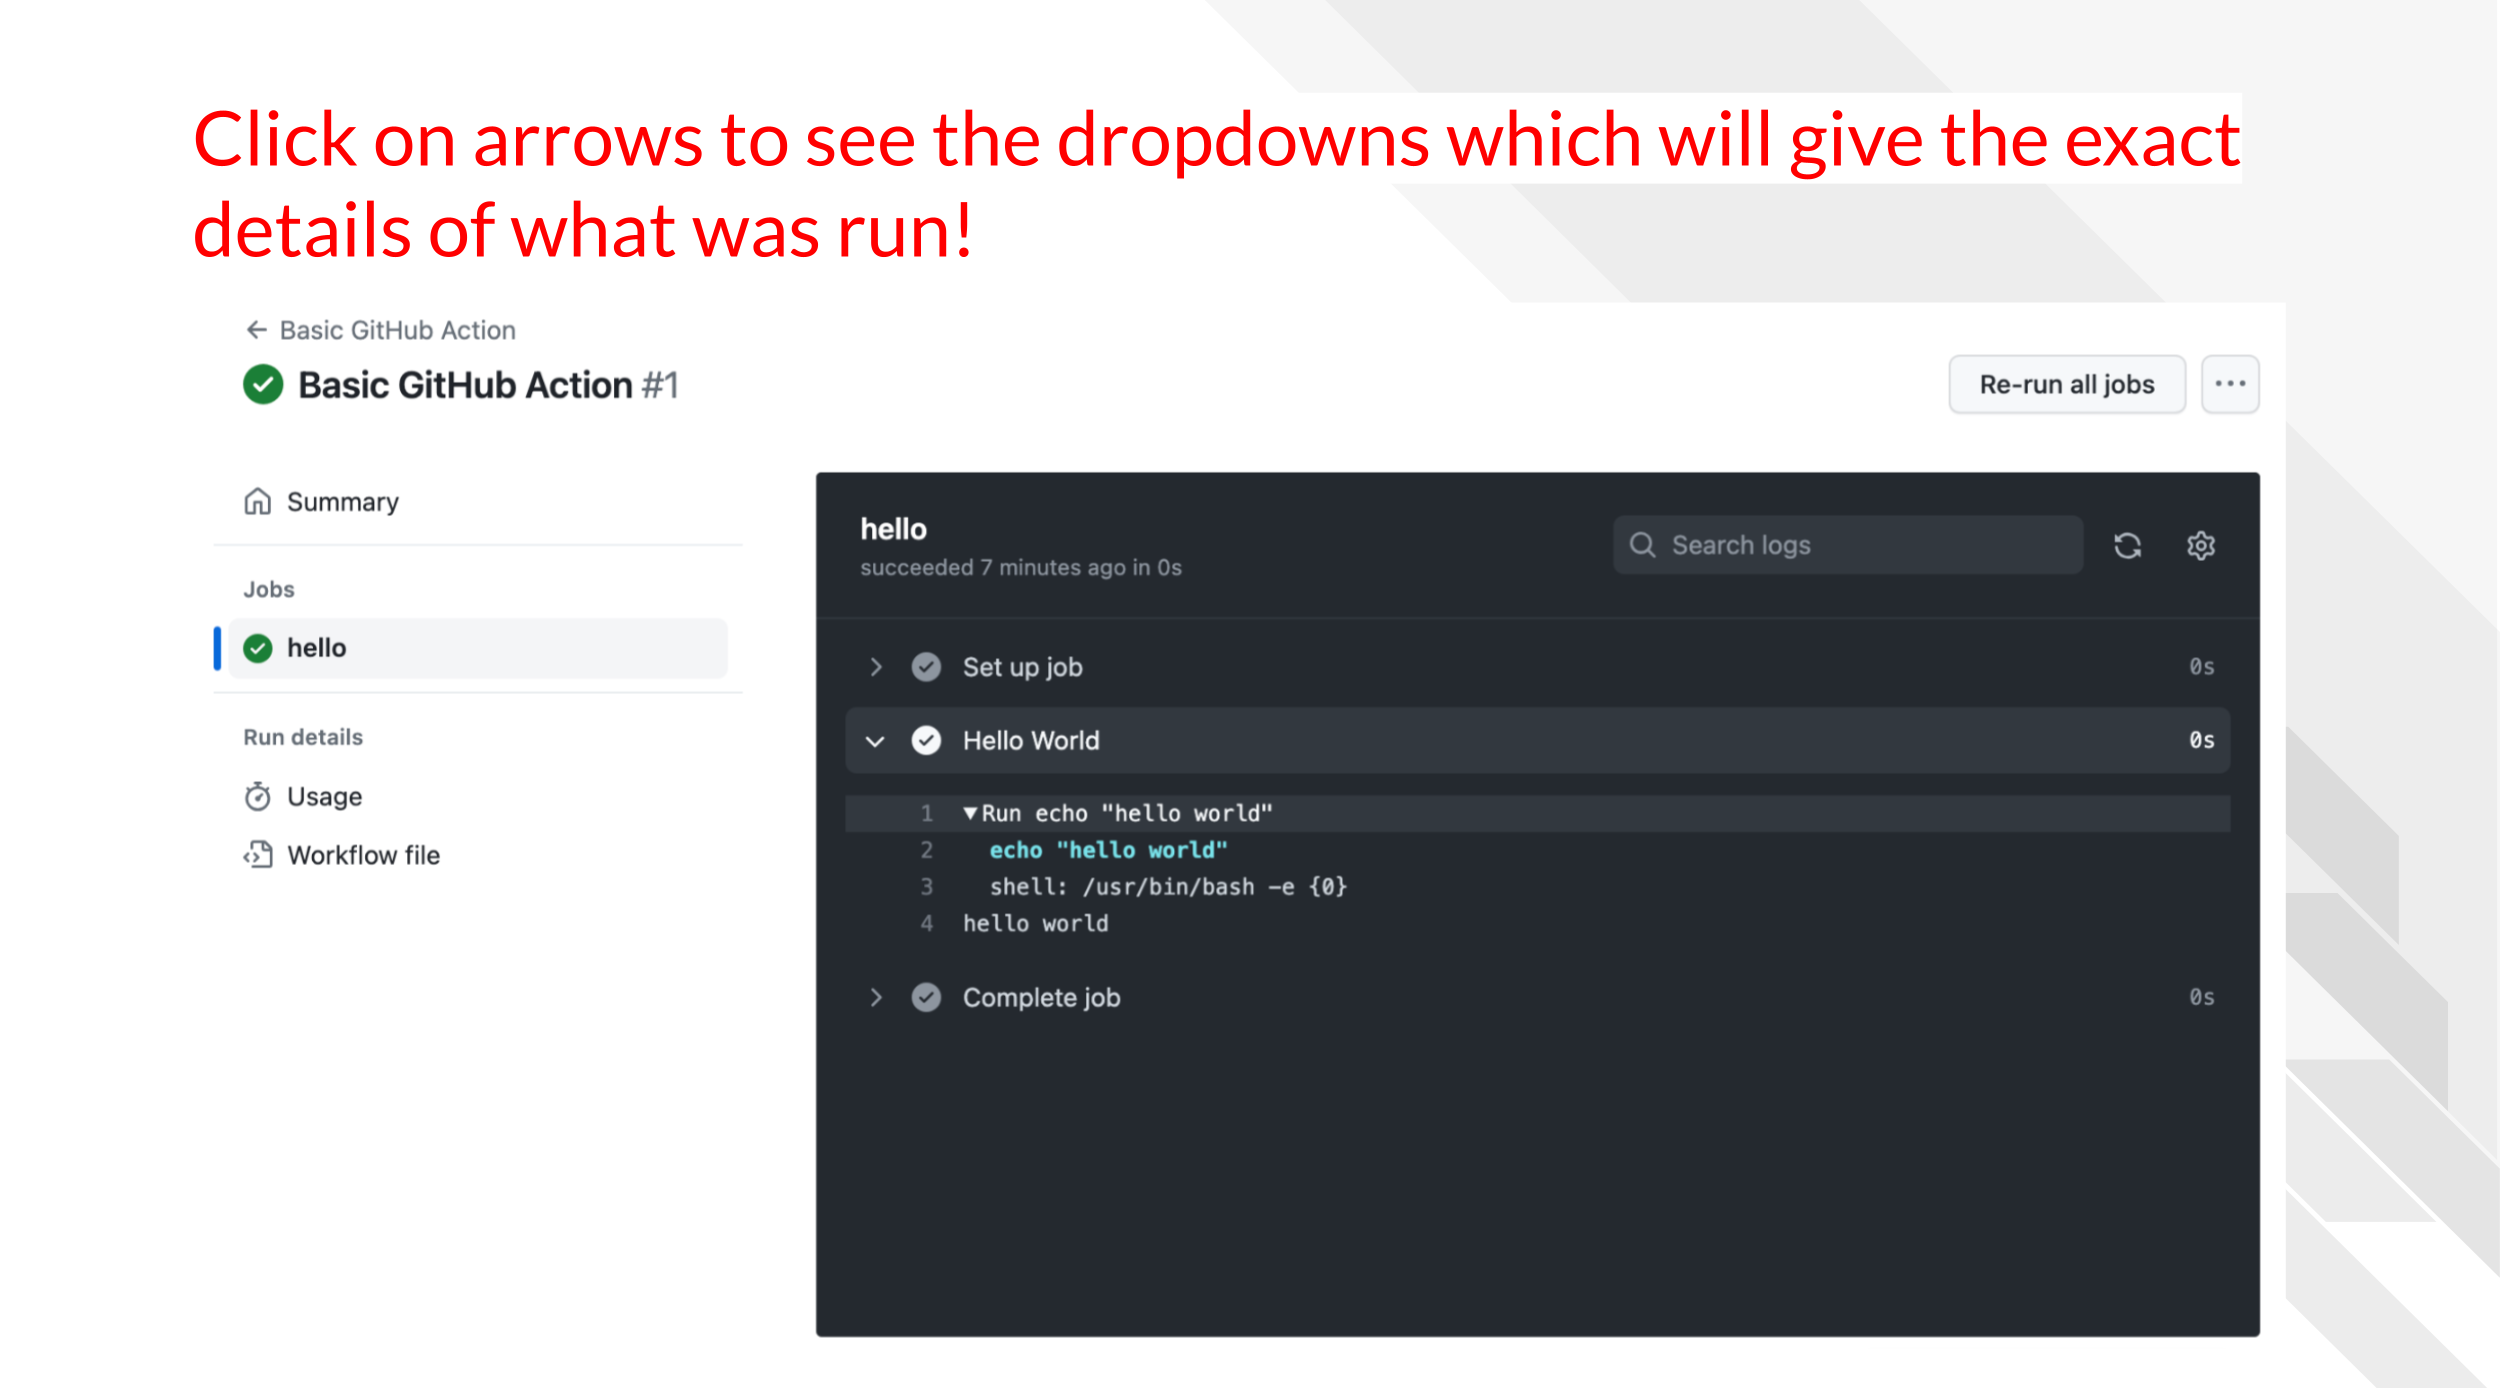 Click on arrows to see the dropdowns which will give the exact
details of what was run!
← Basic GitHub Action
Basic GitHub Action #1
Re-run all jobs
...
Summary
Jobs
hello
Run details
Usage
Workflow file
hello
succeeded 7 minutes ago in 0s
Search logs
Set up job 0s
Hello World 0s
1 ▼Run echo "hello world"
2 echo "hello world"
3 shell: /usr/bin/bash -e {0}
4 hello world
Complete job 0s